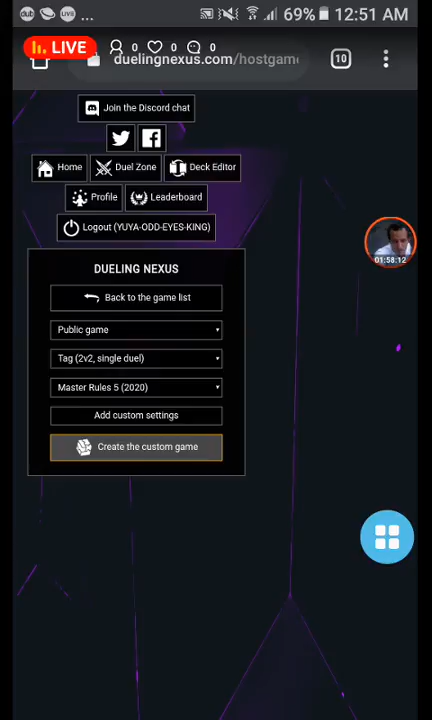 69% 12:51 AM
LIVE 0 0 0
duelingnexus.com/hostgam
10
Join the Discord chat
Home Duel Zone Deck Editor
Profile Leaderboard
Logout (YUYA-ODD-EYES-KING)
01:58:12
DUELING NEXUS
Back to the game list
Public game
Tag (2v2, single duel)
Master Rules 5 (2020)
Add custom settings
Create the custom game